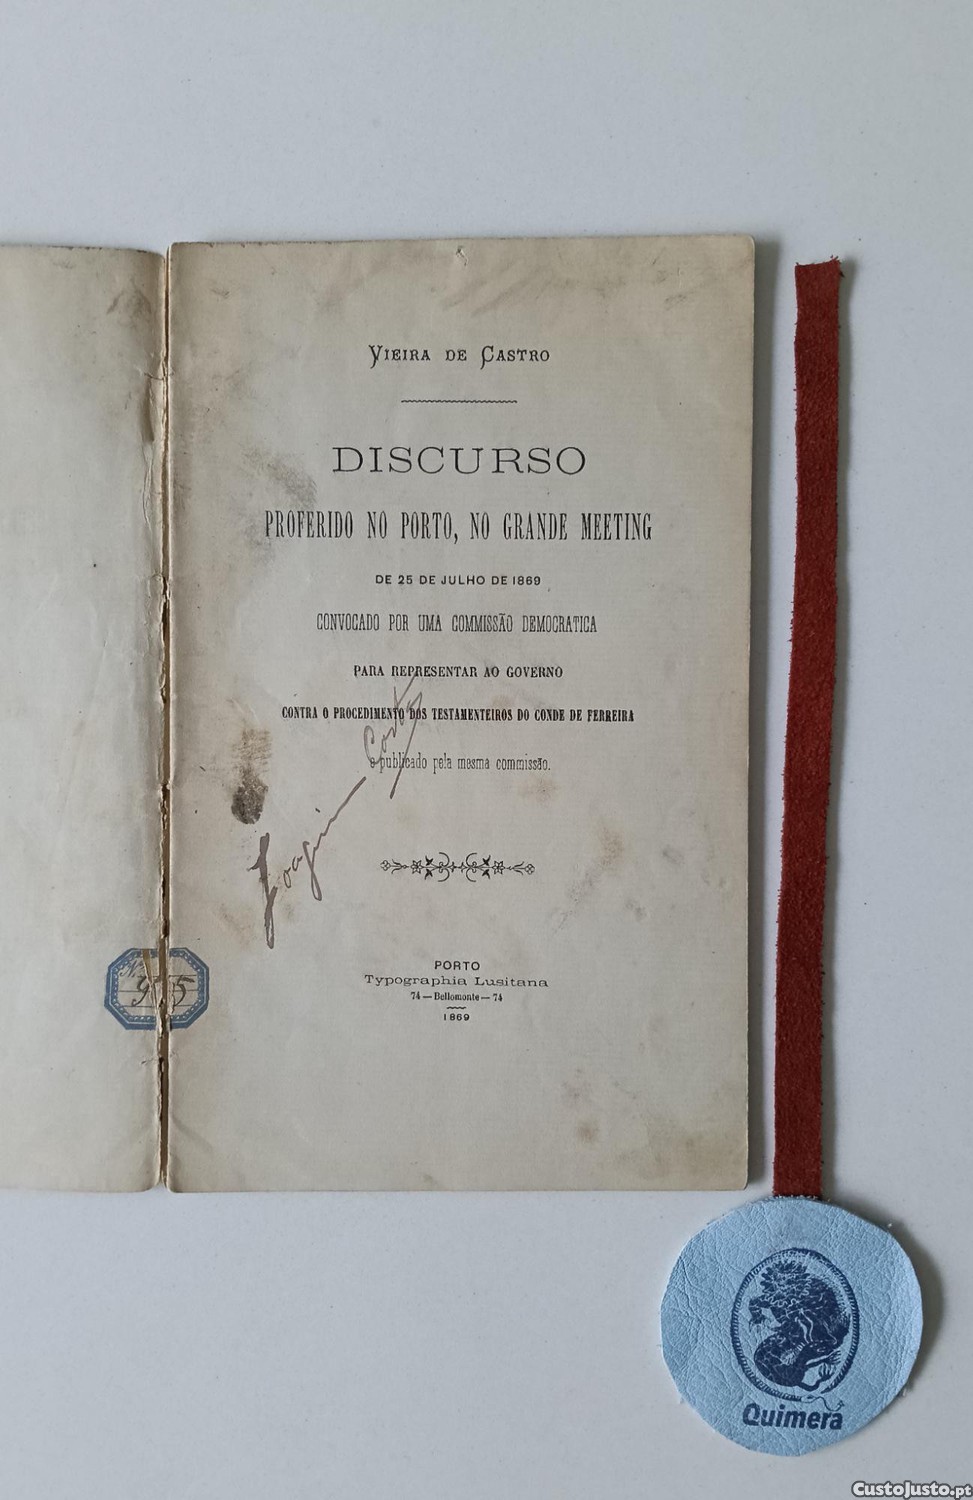 Vieira de Castro
DISCURSO
PROFERIDO NO PORTO, NO GRANDE MEETING
DE 25 DE JULHO DE 1869
CONVOCADO POR UMA COMMISSÃO DEMOCRATICA
PARA REPRESENTAR AO GOVERNO
CONTRA O PROCEDIMENTO DOS TESTAMENTEIROS DO CONDE DE FERREIRA
e publicado pela mesma commissão.
Joaquim Costa
PORTO
Typographia Lusitana
74 — Bellomonte — 74
1869
Quimera
CustoJusto.pt